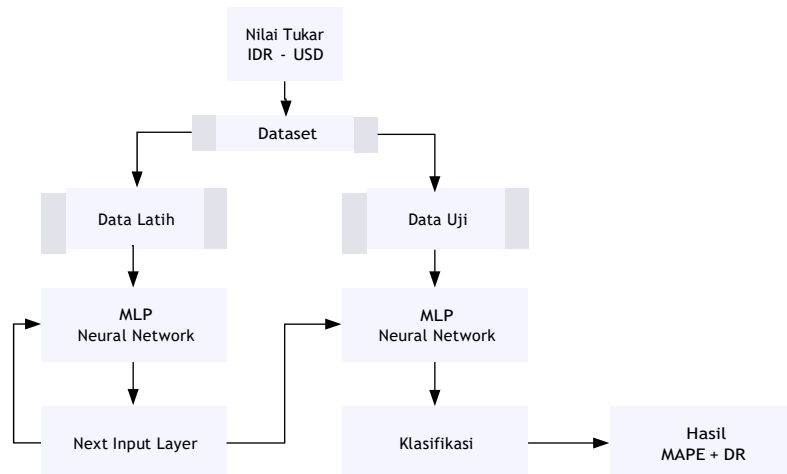 Nilai Tukar
IDR - USD
Dataset
Data Latih
Data Uji
MLP
Neural Network
MLP
Neural Network
Next Input Layer
Klasifikasi
Hasil
MAPE + DR